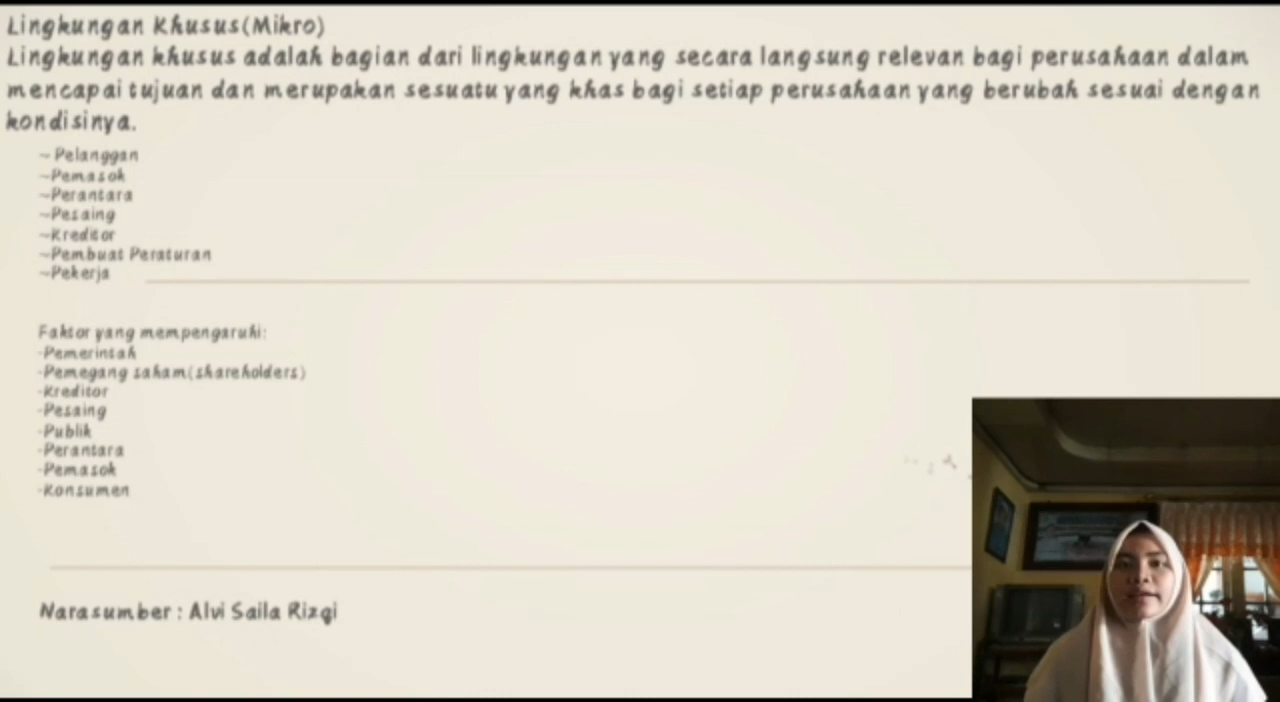 Lingkungan Khusus(Mikro)
Lingkungan khusus adalah bagian dari lingkungan yang secara langsung relevan bagi perusahaan dalam
mencapai tujuan dan merupakan sesuatu yang khas bagi setiap perusahaan yang berubah sesuai dengan
kondisinya.
~ Pelanggan
~Pemasok
~Perantara
~Pesaing
~Kreditor
~Pembuat Peraturan
~Pekerja
Faktor yang mempengaruhi:
-Pemerintah
-Pemegang saham(shareholders)
-Kreditor
-Pesaing
-Publik
-Perantara
-Pemasok
-Konsumen
Narasumber : Alvi Saila Rizqi